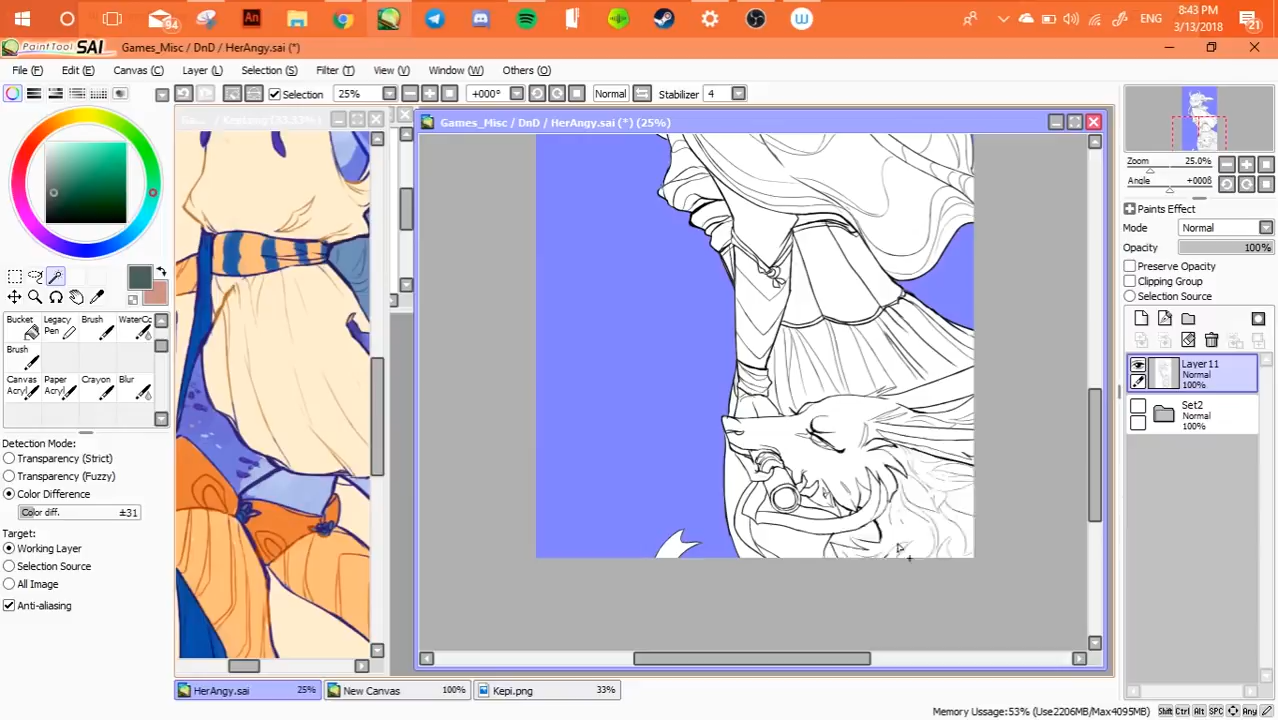 94
An
W
ENG
8:43 PM
3/13/2018
21
PaintTool SAI
Games_Misc / DnD / HerAngy.sai (*)
File (F)
Edit (E)
Canvas (C)
Layer (L)
Selection (S)
Filter (T)
View (V)
Window (W)
Others (O)
Selection
25%
+000°
Normal
Stabilizer
4
Games_Misc / DnD / HerAngy.sai (*) (25%)
Zoom
25.0%
Angle
Paints Effect
Mode
Normal
Opacity
100%
Preserve Opacity
Clipping Group
Selection Source
Layer11
Normal
100%
Set2
Normal
100%
Bucket
Legacy Pen
Brush
Brush
Canvas Acryl
Paper Acryl
Crayon
Blur
Detection Mode:
Transparency (Strict)
Transparency (Fuzzy)
Color Difference
Color diff.
±31
Target:
Working Layer
Selection Source
All Image
Anti-aliasing
HerAngy.sai
25%
New Canvas
100%
Kepi.png
33%
Memory Ussage:53% (Use2206MB/Max4095MB)
Shift
Ctrl
Alt
SPC
Any